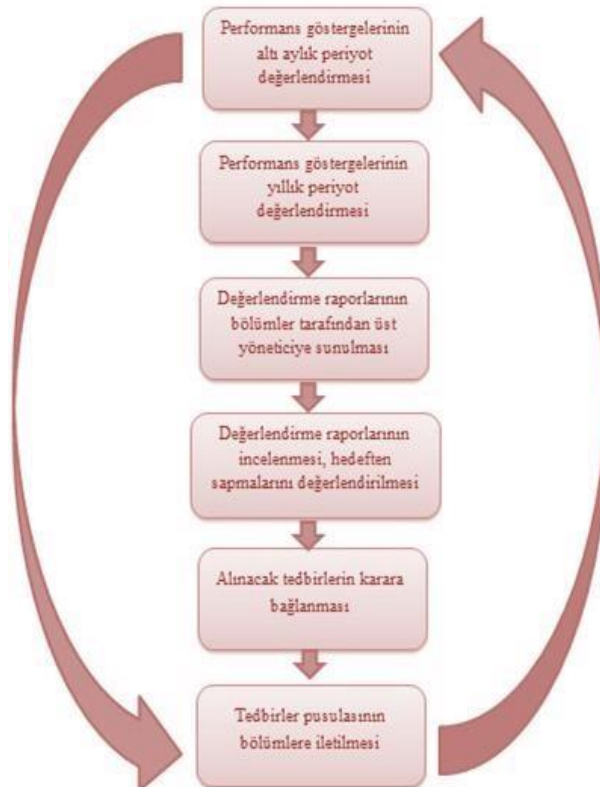 Performans göstergelerinin
altı aylık periyot
değerlendirmesi
Performans göstergelerinin
yıllık periyot
değerlendirmesi
Değerlendirme raporlarının
bölümler tarafından üst
yöneticiye sunulması
Değerlendirme raporlarının
incelenmesi, hedeften
sapmalarını değerlendirilmesi
Alınacak tedbirlerin karara
bağlanması
Tedbirler pusulasının
bölümlere iletilmesi